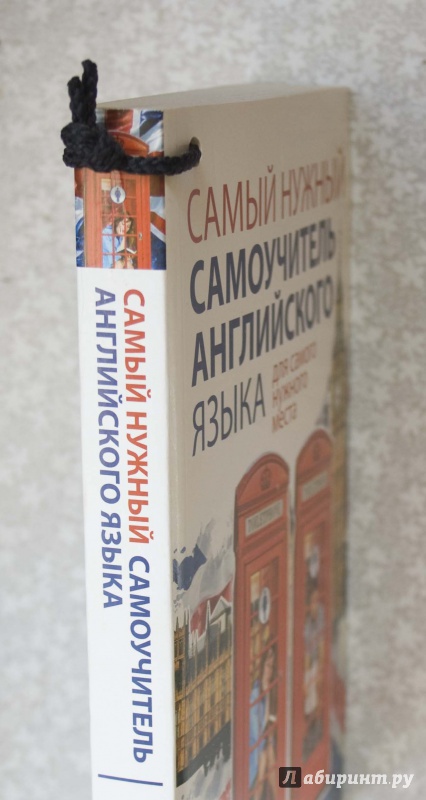 САМЫЙ НУЖНЫЙ САМОУЧИТЕЛЬ
АНГЛИЙСКОГО ЯЗЫКА
САМЫЙ НУЖНЫЙ
САМОУЧИТЕЛЬ
АНГЛИЙСКОГО
ЯЗЫКА
для самого
нужного
места
Лабиринт.ру